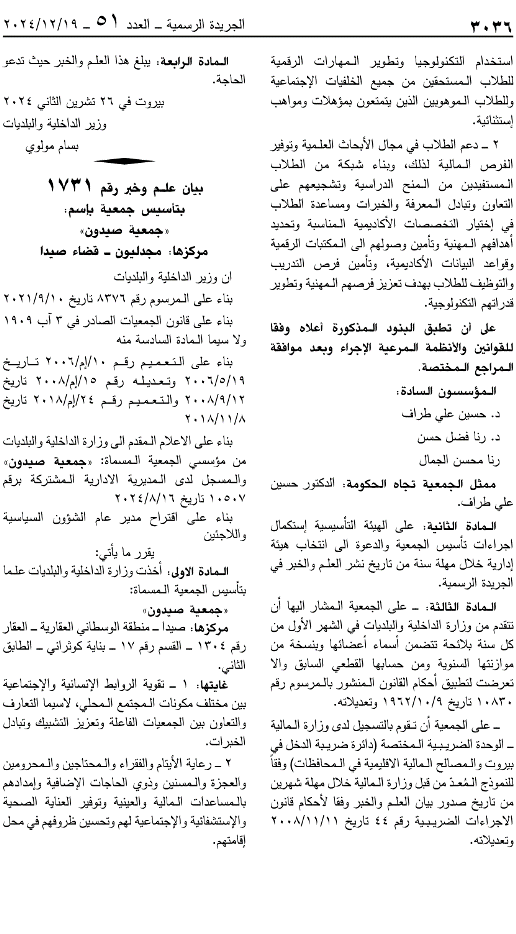 ٣٠٣٦
الجريدة الرسمية ــ العدد ٥١ ــ ٢٠٢٤/١٢/١٩
استخدام التكنولوجيا وتطوير المهارات الرقمية
للطلاب المستحقين من جميع الخلفيات الإجتماعية
وللطلاب الموهوبين الذين يتمتعون بمؤهلات ومواهب
إستثنائية.
٢ ــ دعم الطلاب في مجال الأبحاث العلمية وتوفير
الفرص المالية لذلك، وبناء شبكة من الطلاب
المستفيدين من المنح الدراسية وتشجيعهم على
التعاون وتبادل المعرفة والخبرات ومساعدة الطلاب
في إختيار التخصصات الأكاديمية المناسبة وتحديد
أهدافهم المهنية وتأمين وصولهم الى المكتبات الرقمية
وقواعد البيانات الأكاديمية، وتأمين فرص التدريب
والتوظيف للطلاب بهدف تعزيز فرصهم المهنية وتطوير
قدراتهم التكنولوجية.
على أن تطبق البنود المذكورة أعلاه وفقا
للقوانين والأنظمة المرعية الإجراء وبعد موافقة
المراجع المختصة.
المؤسسون السادة:
د. حسين علي طراف
د. رنا فضل حسن
رنا محسن الجمال
ممثل الجمعية تجاه الحكومة: الدكتور حسين
علي طراف.
المادة الثانية: على الهيئة التأسيسية إستكمال
اجراءات تأسيس الجمعية والدعوة الى انتخاب هيئة
إدارية خلال مهلة سنة من تاريخ نشر العلم والخبر في
الجريدة الرسمية.
المادة الثالثة: ــ على الجمعية المشار اليها أن
تتقدم من وزارة الداخلية والبلديات في الشهر الأول من
كل سنة بلائحة تتضمن أسماء أعضائها وبنسخة من
موازنتها السنوية ومن حسابها القطعي السابق والا
تعرضت لتطبيق أحكام القانون المنشور بالمرسوم رقم
١٠٨٣٠ تاريخ ١٩٦٢/١٠/٩ وتعديلاته.
ــ على الجمعية أن تقوم بالتسجيل لدى وزارة المالية
ــ الوحدة الضريبية المختصة (دائرة ضريبة الدخل في
بيروت والمصالح المالية الاقليمية في المحافظات) وفقاً
للنموذج المُعدّ من قبل وزارة المالية خلال مهلة شهرين
من تاريخ صدور بيان العلم والخبر وفقا لأحكام قانون
الاجراءات الضريبية رقم ٤٤ تاريخ ٢٠٠٨/١١/١١
وتعديلاته.
المادة الرابعة: يبلغ هذا العلم والخبر حيث تدعو
الحاجة.
بيروت في ٢٦ تشرين الثاني ٢٠٢٤
وزير الداخلية والبلديات
بسام مولوي
بيان علم وخبر رقم ١٧٣١
بتأسيس جمعية بإسم:
«جمعية صيدون»
مركزها: مجدليون ــ قضاء صيدا
ان وزير الداخلية والبلديات
بناء على المرسوم رقم ٨٣٧٦ تاريخ ٢٠٢١/٩/١٠
بناء على قانون الجمعيات الصادر في ٣ آب ١٩٠٩
ولا سيما المادة السادسة منه
بناء على التعميم رقم ١٠/إم/٢٠٠٦ تاريخ
٢٠٠٦/٥/١٩ وتعديله رقم ١٥/إم/٢٠٠٨ تاريخ
٢٠٠٨/٩/١٢ والتعميم رقم ٢٤/إم/٢٠١٨ تاريخ
٢٠١٨/١١/٨
بناء على الاعلام المقدم الى وزارة الداخلية والبلديات
من مؤسسي الجمعية المسماة: «جمعية صيدون»
والمسجل لدى المديرية الادارية المشتركة برقم
١٠٥٠٧ تاريخ ٢٠٢٤/٨/١٦
بناء على اقتراح مدير عام الشؤون السياسية
واللاجئين
يقرر ما يأتي:
المادة الاولى: أخذت وزارة الداخلية والبلديات علما
بتأسيس الجمعية المسماة:
«جمعية صيدون»
مركزها: صيدا ــ منطقة الوسطاني العقارية ــ العقار
رقم ١٣٠٤ ــ القسم رقم ١٧ ــ بناية كوثراني ــ الطابق
الثاني.
غايتها: ١ ــ تقوية الروابط الإنسانية والإجتماعية
بين مختلف مكونات المجتمع المحلي، لاسيما التعارف
والتعاون بين الجمعيات الفاعلة وتعزيز التشبيك وتبادل
الخبرات.
٢ ــ رعاية الأيتام والفقراء والمحتاجين والمحرومين
والعجزة والمسنين وذوي الحاجات الإضافية وإمدادهم
بالمساعدات المالية والعينية وتوفير العناية الصحية
والإستشفائية والإجتماعية لهم وتحسين ظروفهم في محل
إقامتهم.